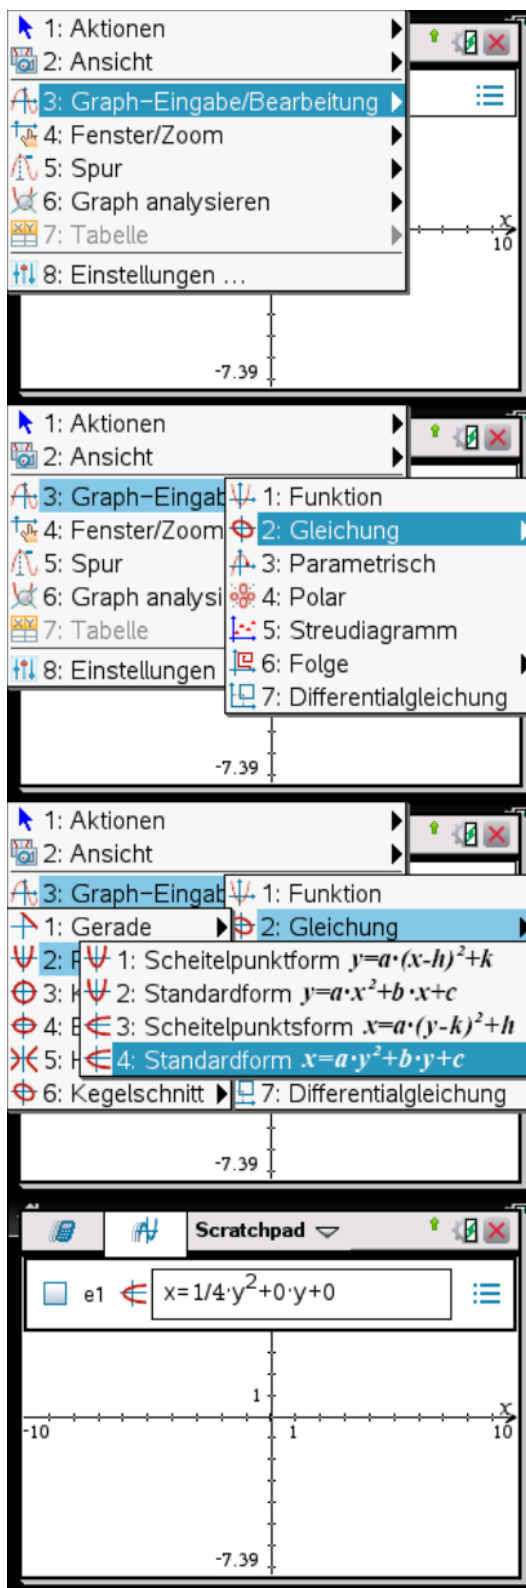 1: Aktionen
2: Ansicht
3: Graph-Eingabe/Bearbeitung
4: Fenster/Zoom
5: Spur
6: Graph analysieren
7: Tabelle
8: Einstellungen ...
x
10
-7.39
1: Aktionen
2: Ansicht
3: Graph-Eingab
1: Funktion
4: Fenster/Zoom
2: Gleichung
5: Spur
3: Parametrisch
6: Graph analysi
4: Polar
7: Tabelle
5: Streudiagramm
8: Einstellungen
6: Folge
7: Differentialgleichung
-7.39
1: Aktionen
2: Ansicht
3: Graph-Eingab
1: Funktion
1: Gerade
2: Gleichung
2: P
1: Scheitelpunktform y=a·(x-h)²+k
3: K
2: Standardform y=a·x²+b·x+c
4: E
3: Scheitelpunktsform x=a·(y-k)²+h
5: H
4: Standardform x=a·y²+b·y+c
6: Kegelschnitt
7: Differentialgleichung
-7.39
Scratchpad
e1
x=1/4·y²+0·y+0
1
x
-10
1
10
-7.39